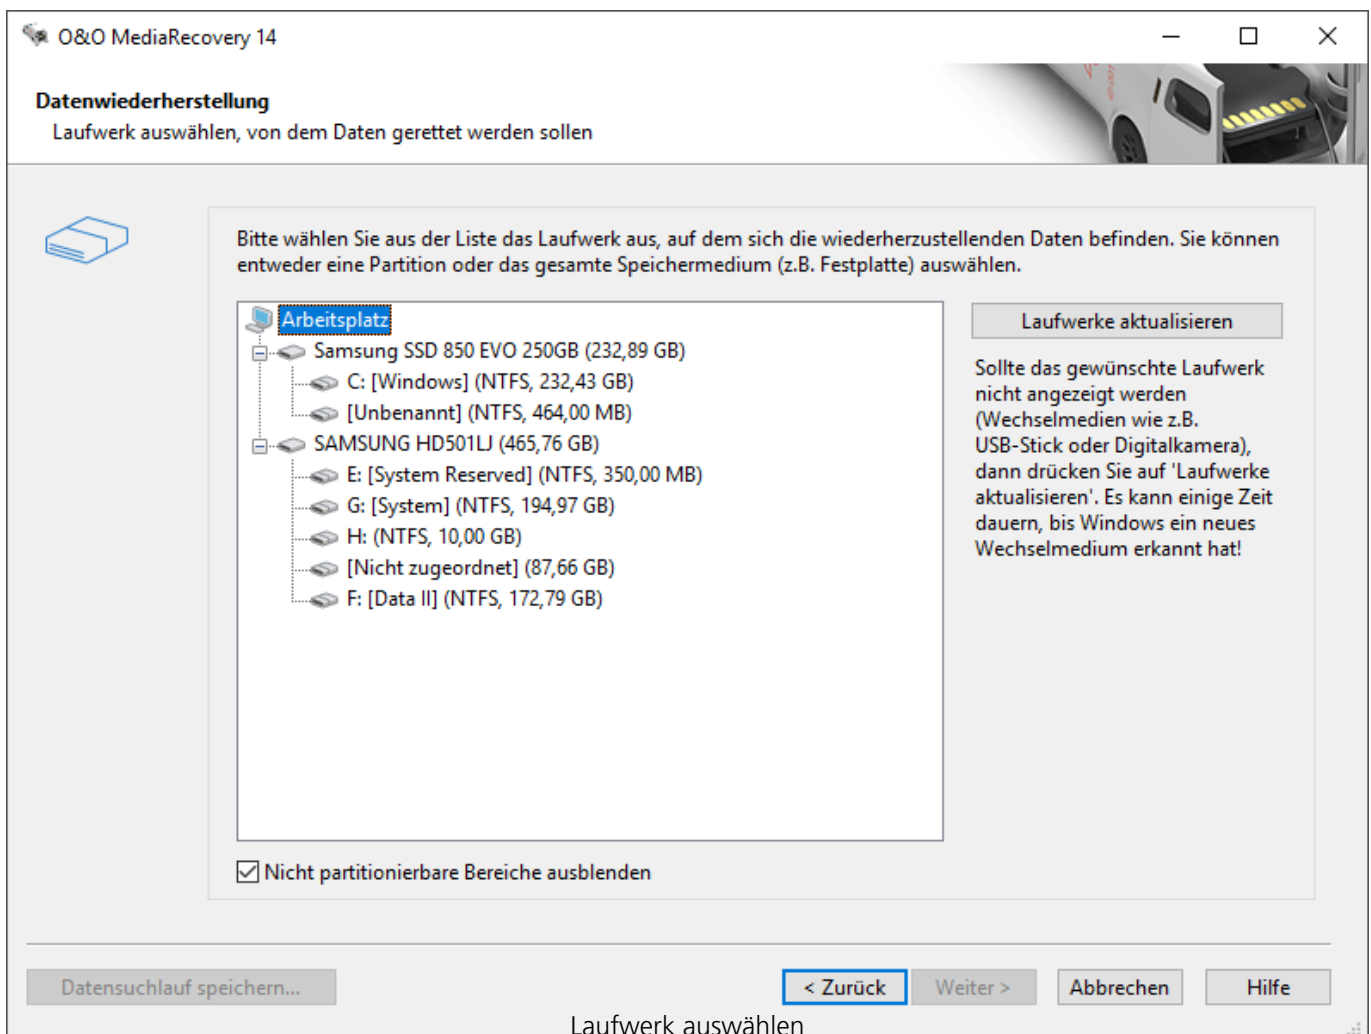 O&O MediaRecovery 14
Datenwiederherstellung
Laufwerk auswählen, von dem Daten gerettet werden sollen
Bitte wählen Sie aus der Liste das Laufwerk aus, auf dem sich die wiederherzustellenden Daten befinden. Sie können
entweder eine Partition oder das gesamte Speichermedium (z.B. Festplatte) auswählen.
Arbeitsplatz
Samsung SSD 850 EVO 250GB (232,89 GB)
C: [Windows] (NTFS, 232,43 GB)
[Unbenannt] (NTFS, 464,00 MB)
SAMSUNG HD501LJ (465,76 GB)
E: [System Reserved] (NTFS, 350,00 MB)
G: [System] (NTFS, 194,97 GB)
H: (NTFS, 10,00 GB)
[Nicht zugeordnet] (87,66 GB)
F: [Data II] (NTFS, 172,79 GB)
Laufwerke aktualisieren
Sollte das gewünschte Laufwerk
nicht angezeigt werden
(Wechselmedien wie z.B.
USB-Stick oder Digitalkamera),
dann drücken Sie auf 'Laufwerke
aktualisieren'. Es kann einige Zeit
dauern, bis Windows ein neues
Wechselmedium erkannt hat!
Nicht partitionierbare Bereiche ausblenden
Datensuchlauf speichern...
< Zurück
Weiter >
Abbrechen
Hilfe
Laufwerk auswählen